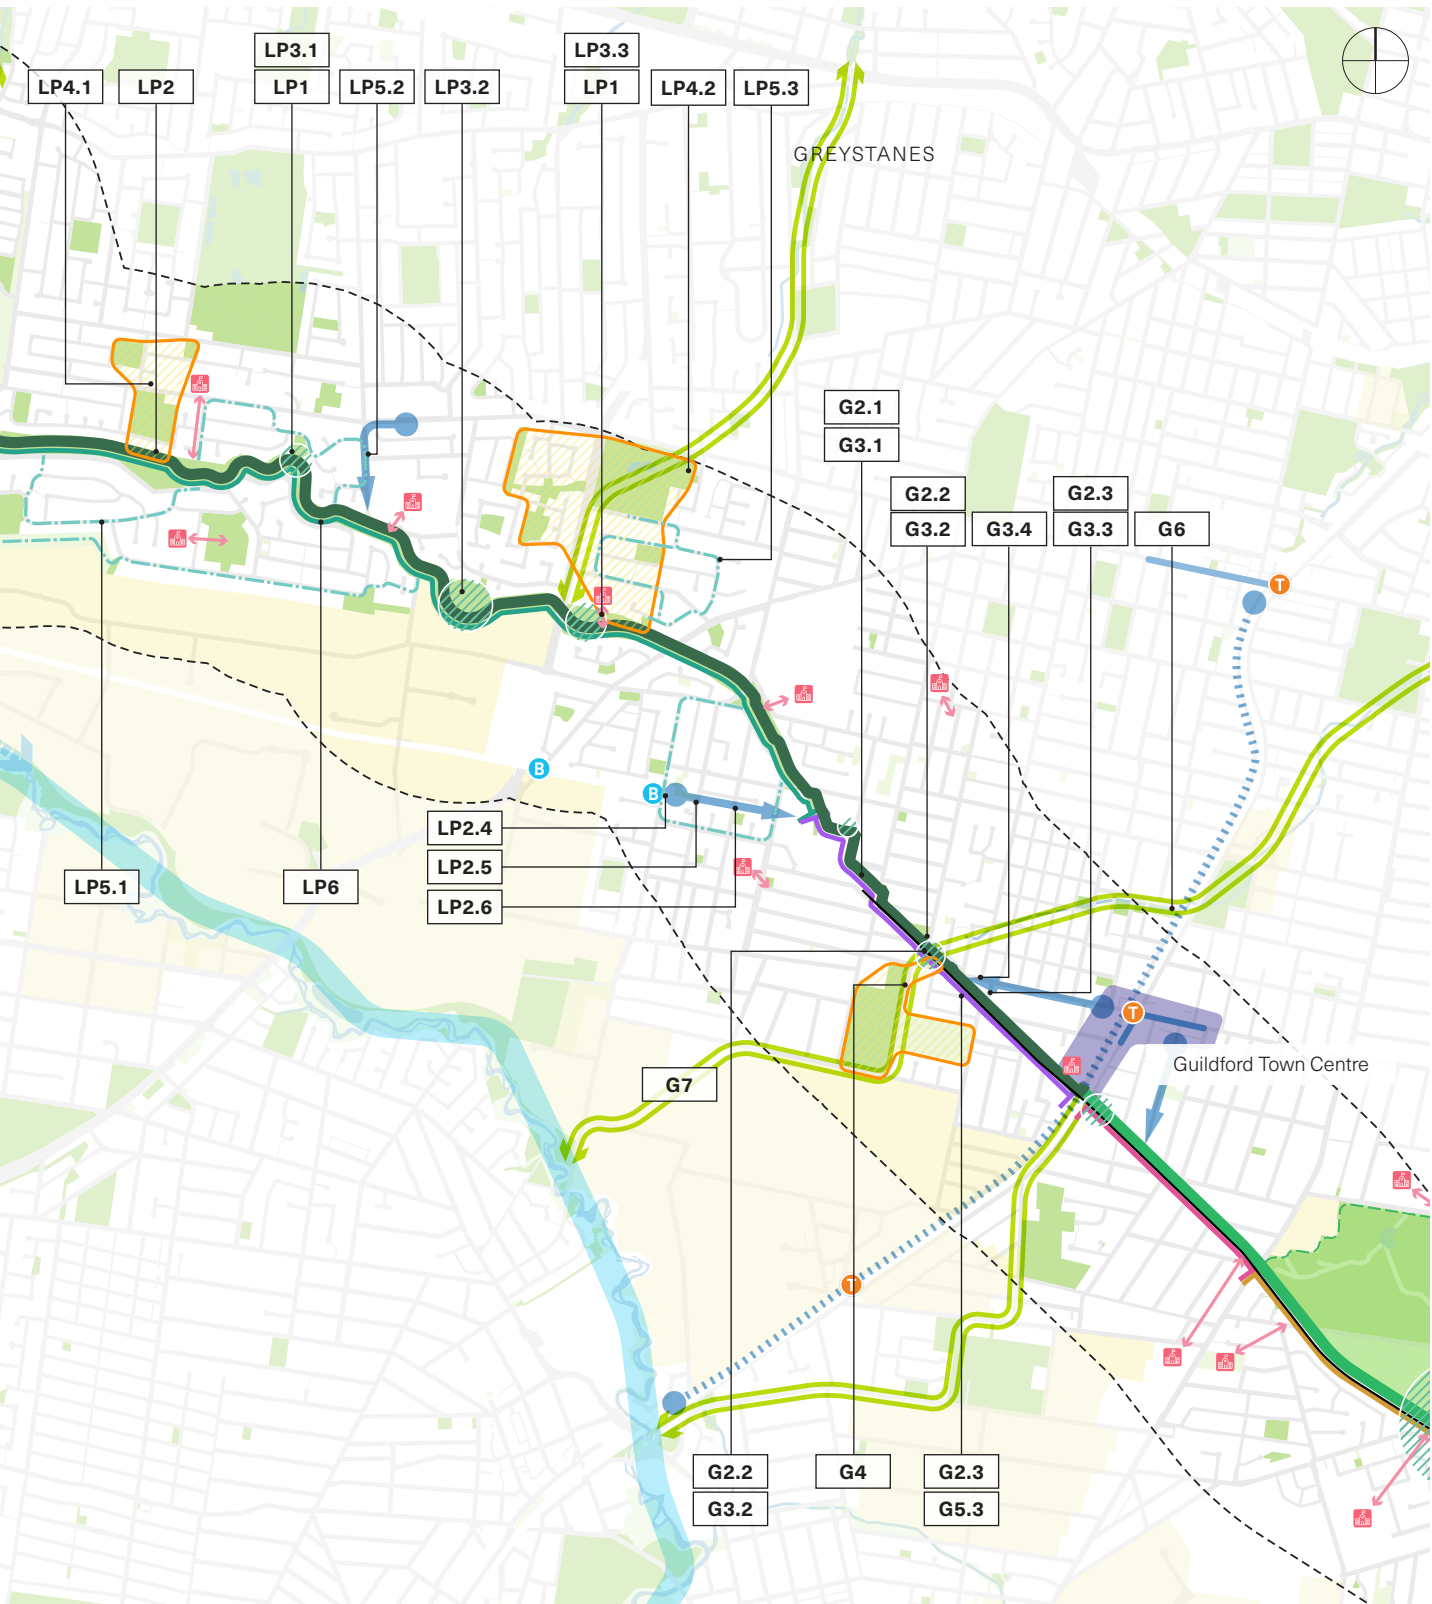 LP3.1
LP3.3
LP4.1
LP2
LP1
LP5.2
LP3.2
LP1
LP4.2
LP5.3
GREYSTANES
G2.1
G3.1
G2.2
G2.3
G3.2
G3.4
G3.3
G6
T
B
B
LP2.4
LP2.5
LP5.1
LP6
LP2.6
T
Guildford Town Centre
G7
T
G2.2
G4
G2.3
G3.2
G5.3